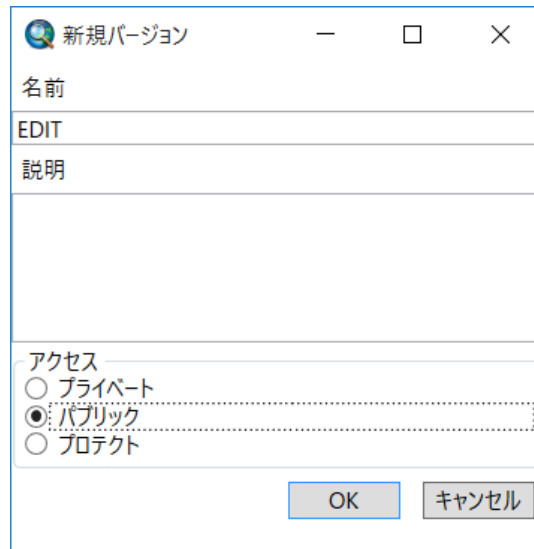 新規バージョン
名前
EDIT
説明
アクセス
プライベート
パブリック
プロテクト
OK キャンセル